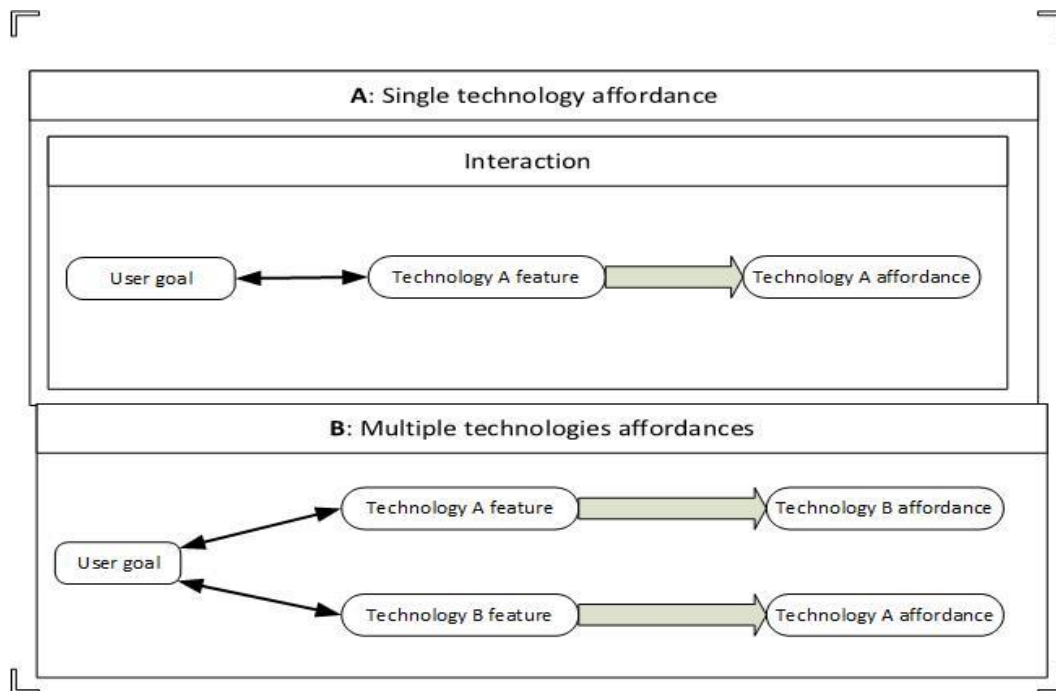 A: Single technology affordance
Interaction
User goal
Technology A feature
Technology A affordance
B: Multiple technologies affordances
Technology A feature
Technology B affordance
User goal
Technology B feature
Technology A affordance